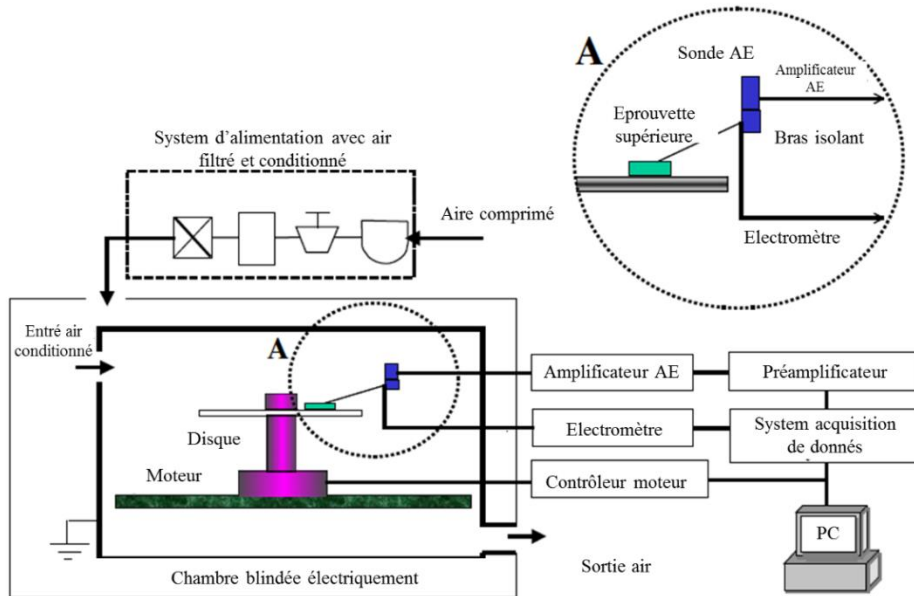 A
Sonde AE
Amplificateur
AE
Eprouvette
supérieure
Bras isolant
Electromètre
System d'alimentation avec air
filtré et conditionné
Aire comprimé
Entré air
conditionné
A
Disque
Moteur
Amplificateur AE
Préamplificateur
Electromètre
System acquisition
de donnés
Contrôleur moteur
PC
Sortie air
Chambre blindée électriquement